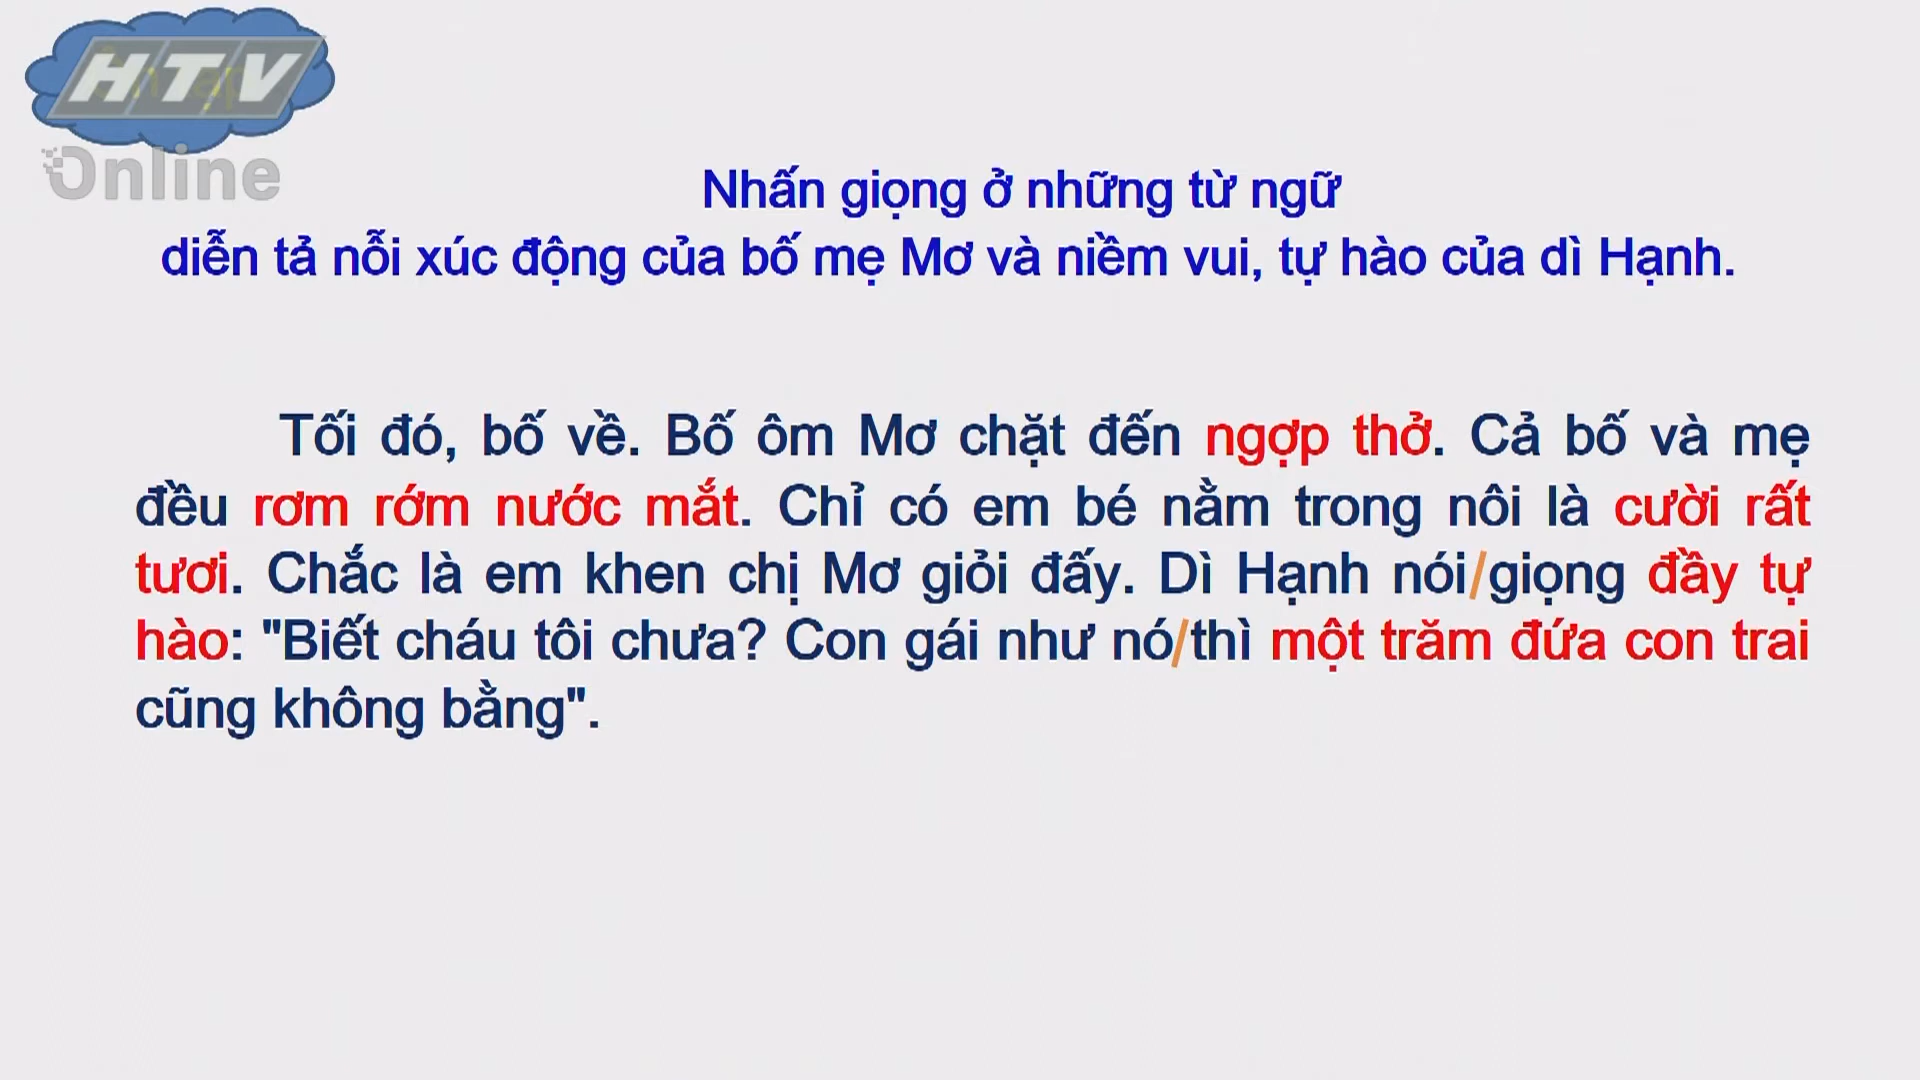 HTV
Online
Nhấn giọng ở những từ ngữ
diễn tả nỗi xúc động của bố mẹ Mơ và niềm vui, tự hào của dì Hạnh.
Tối đó, bố về. Bố ôm Mơ chặt đến ngợp thở. Cả bố và mẹ
đều rơm rớm nước mắt. Chỉ có em bé nằm trong nôi là cười rất
tươi. Chắc là em khen chị Mơ giỏi đấy. Dì Hạnh nói/giọng đầy tự
hào: "Biết cháu tôi chưa? Con gái như nó/thì một trăm đứa con trai
cũng không bằng".